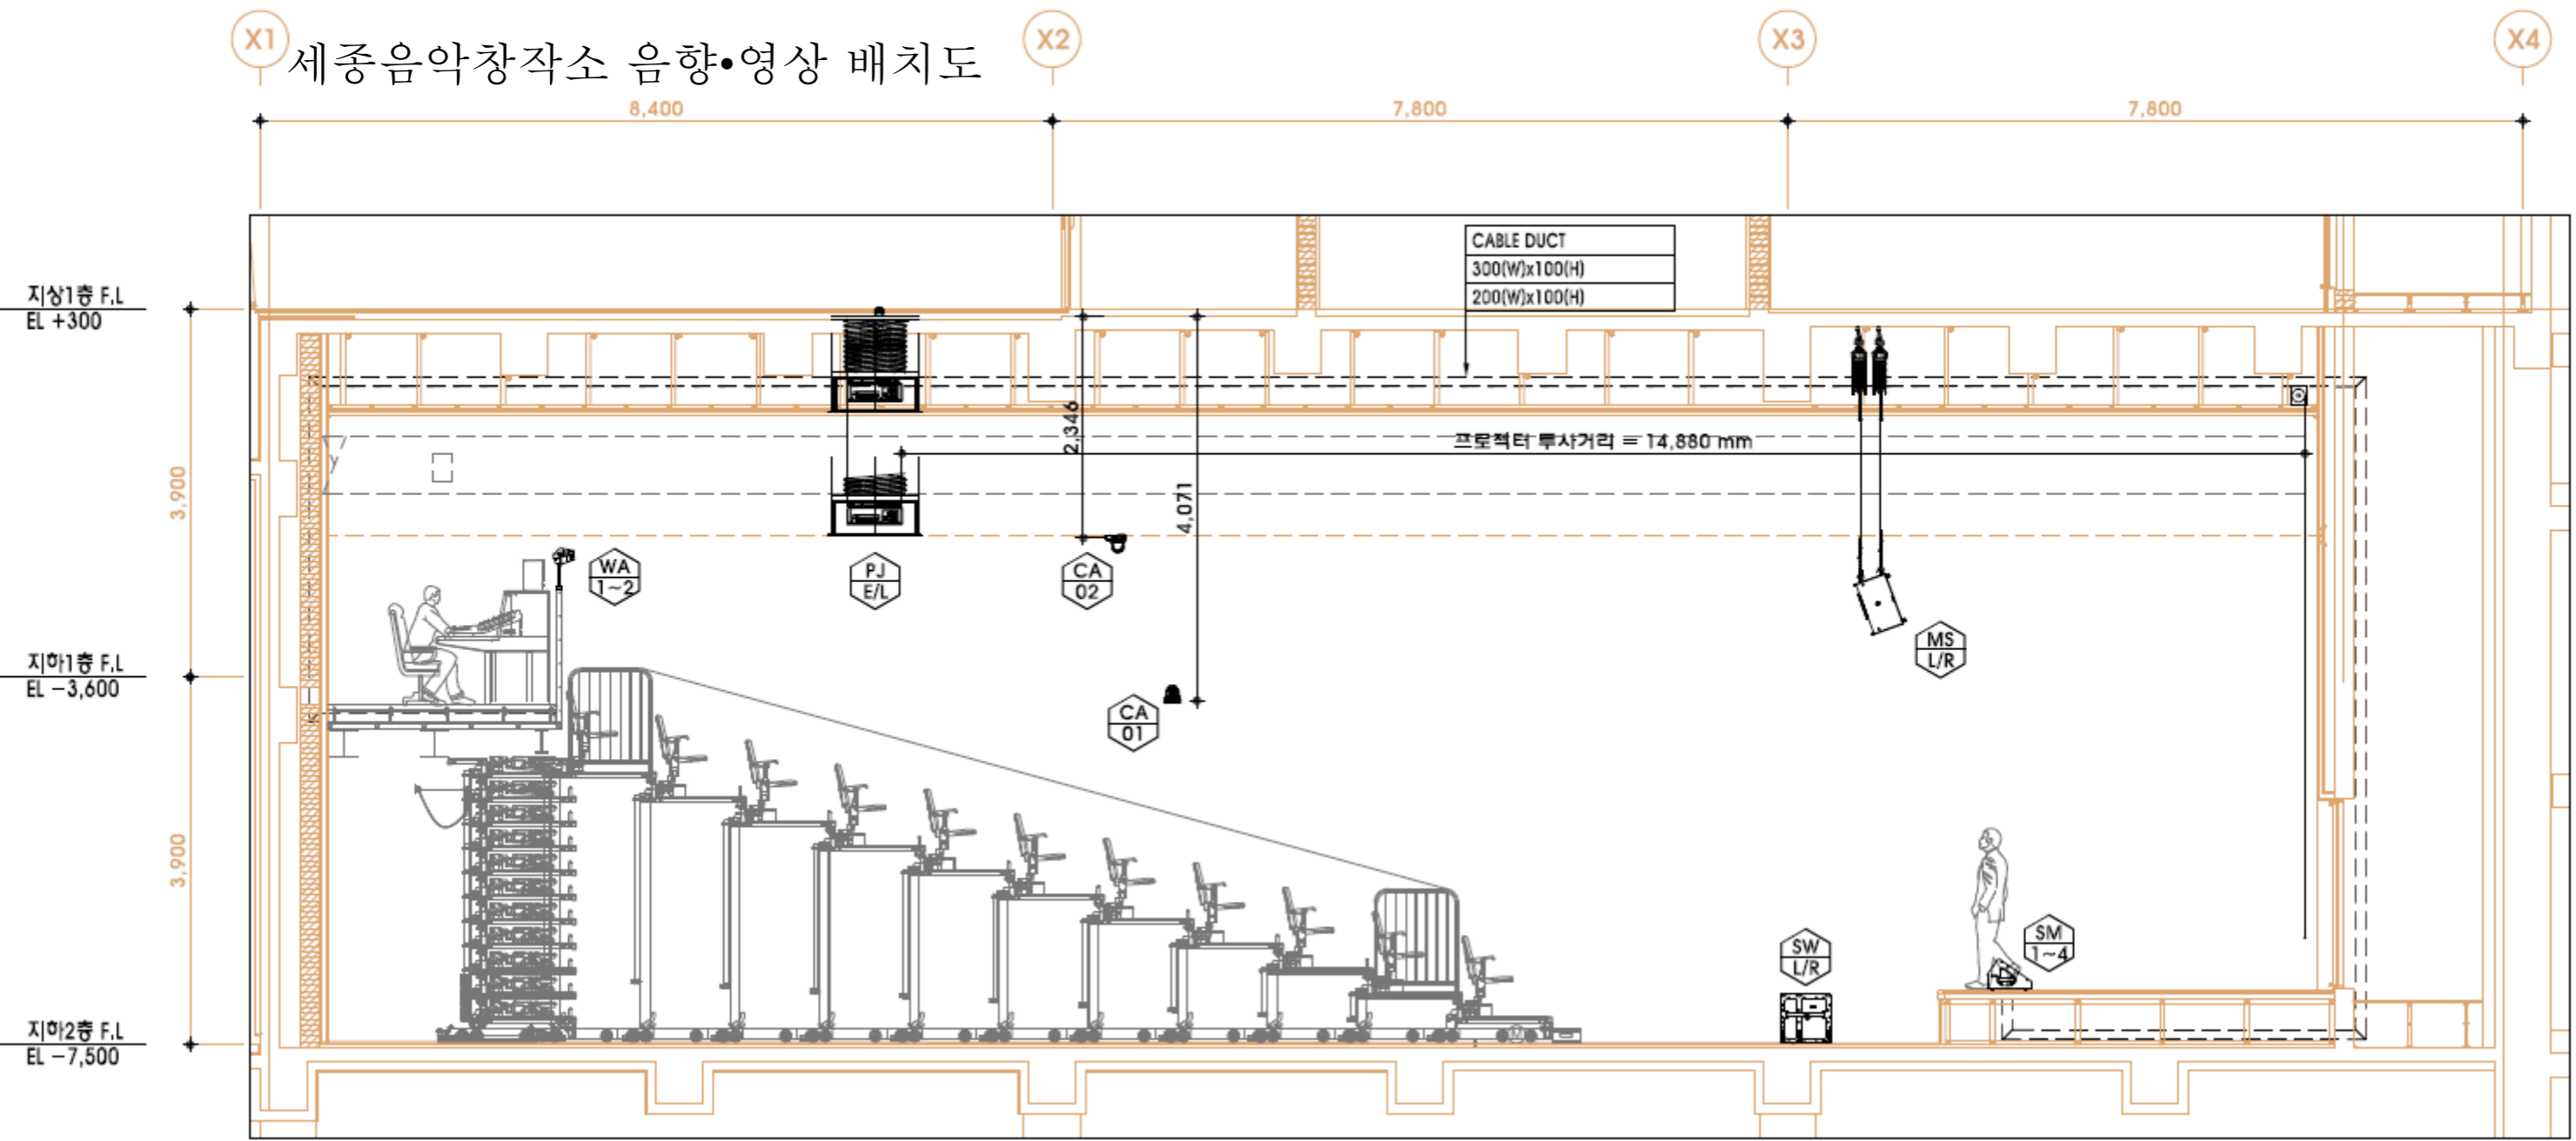 X1
X2
X3
X4
세종음악창작소 음향•영상 배치도
8,400
7,800
7,800
CABLE DUCT
300(W)x100(H)
200(W)x100(H)
지상1층 F.L
EL +300
2,346
프로젝터 투사거리 = 14,880 mm
3,900
4,071
WA
1~2
PJ
E/L
CA
02
MS
L/R
지하1층 F.L
EL −3,600
CA
01
3,900
SW
L/R
SM
1~4
지하2층 F.L
EL −7,500